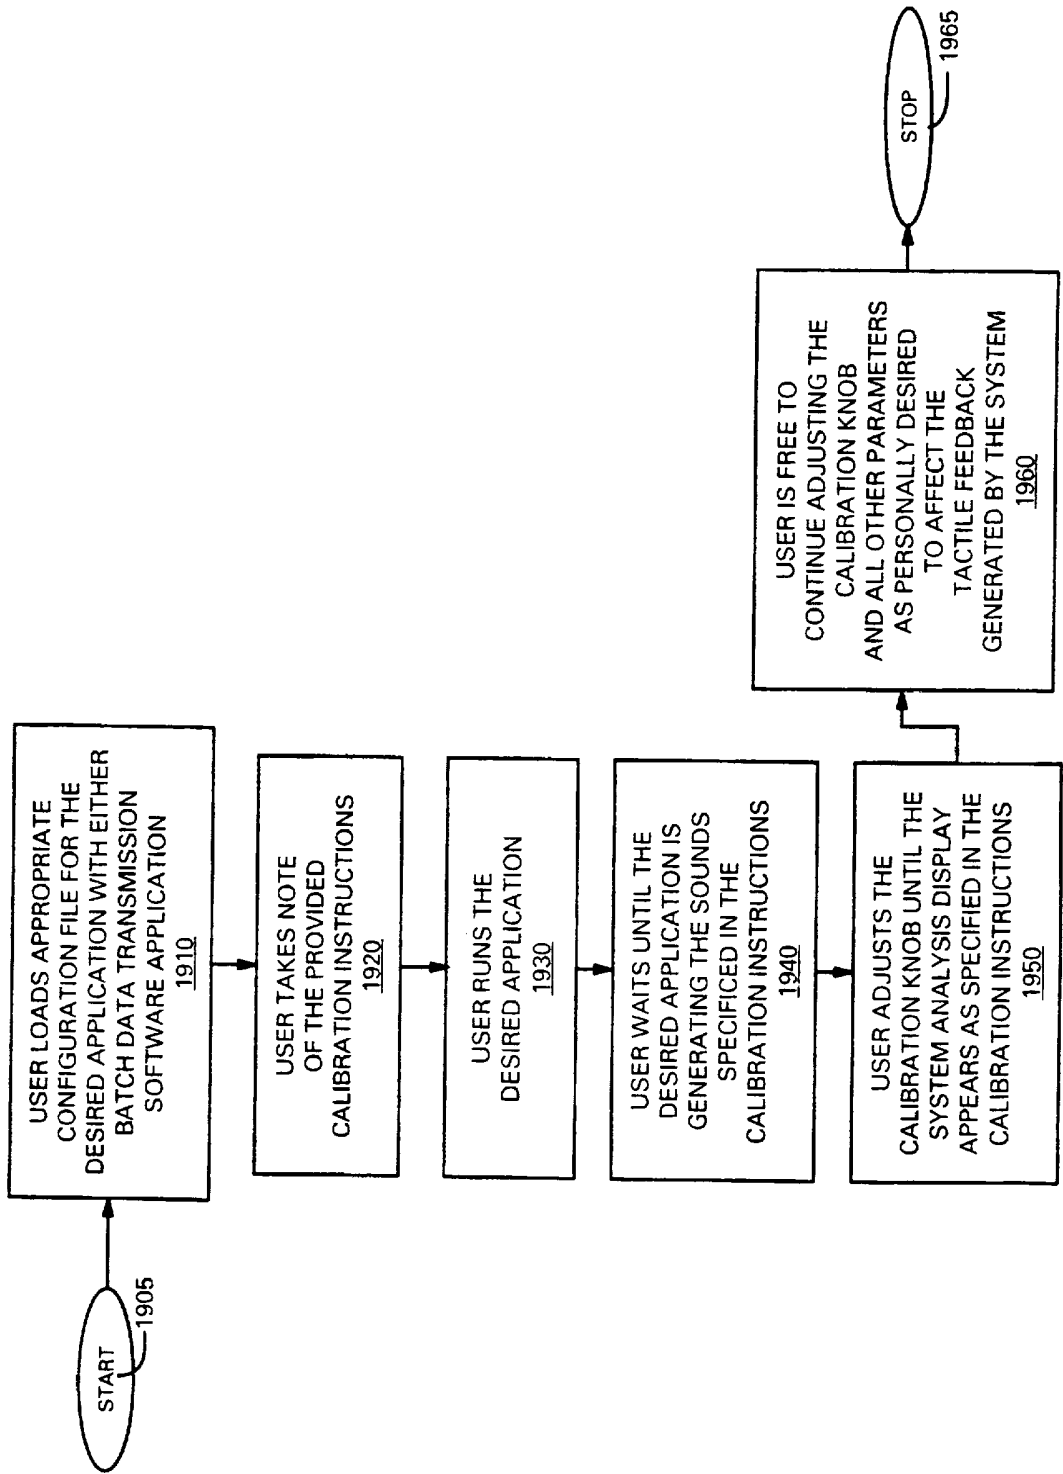 START
1905
USER LOADS APPROPRIATE
CONFIGURATION FILE FOR THE
DESIRED APPLICATION WITH EITHER
BATCH DATA TRANSMISSION
SOFTWARE APPLICATION
1910
USER TAKES NOTE
OF THE PROVIDED
CALIBRATION INSTRUCTIONS
1920
USER RUNS THE
DESIRED APPLICATION
1930
USER WAITS UNTIL THE
DESIRED APPLICATION IS
GENERATING THE SOUNDS
SPECIFICED IN THE
CALIBRATION INSTRUCTIONS
1940
USER ADJUSTS THE
CALIBRATION KNOB UNTIL THE
SYSTEM ANALYSIS DISPLAY
APPEARS AS SPECIFIED IN THE
CALIBRATION INSTRUCTIONS
1950
USER IS FREE TO
CONTINUE ADJUSTING THE
CALIBRATION KNOB
AND ALL OTHER PARAMETERS
AS PERSONALLY DESIRED
TO AFFECT THE
TACTILE FEEDBACK
GENERATED BY THE SYSTEM
1960
STOP
1965